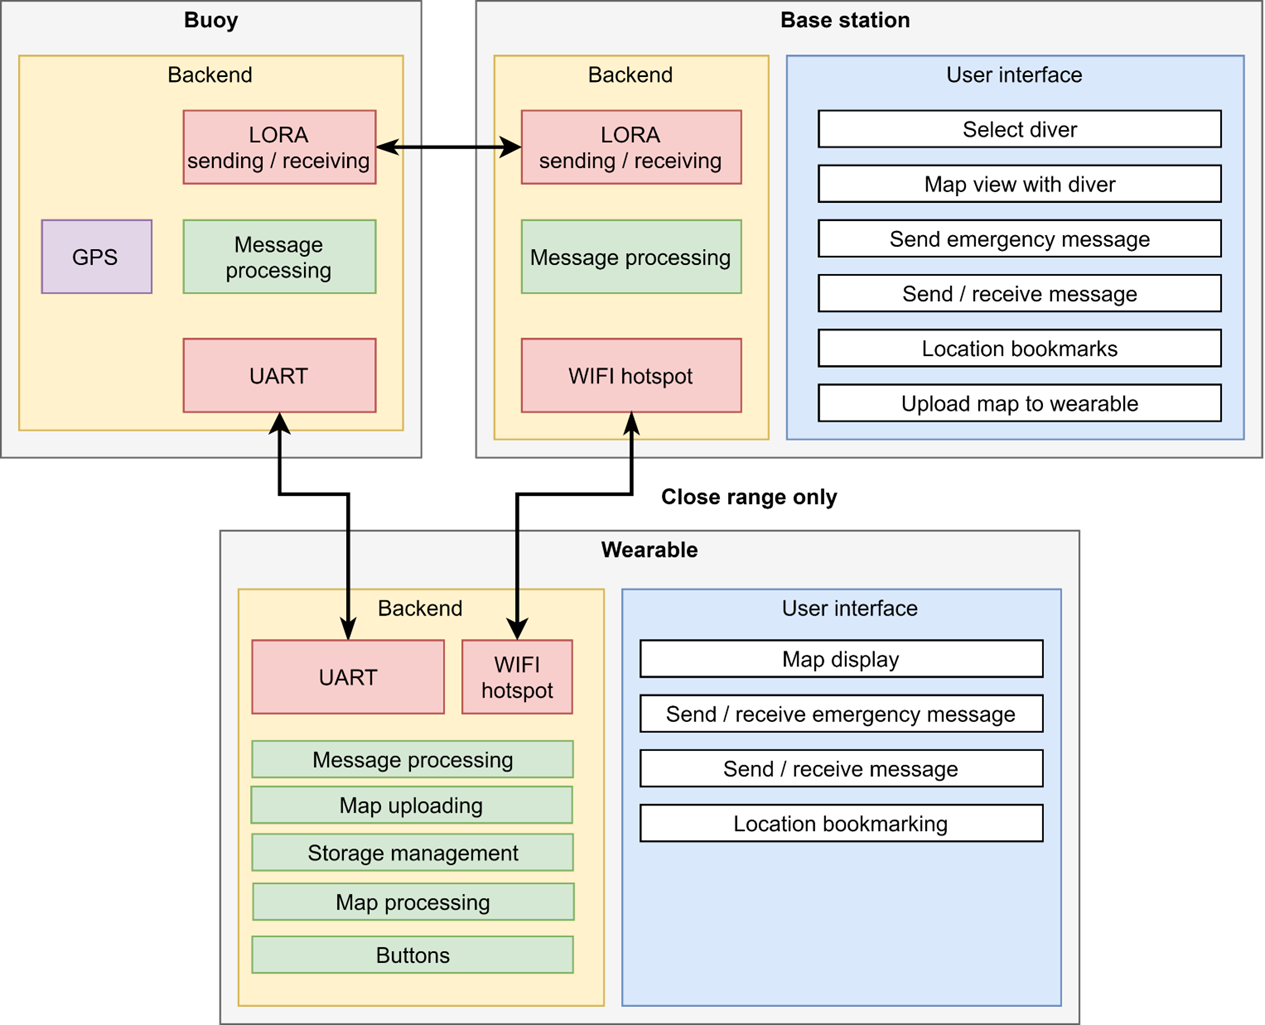 Buoy
Backend
LORA
sending / receiving
GPS
Message
processing
UART
Base station
Backend
LORA
sending / receiving
Message processing
WIFI hotspot
User interface
Select diver
Map view with diver
Send emergency message
Send / receive message
Location bookmarks
Upload map to wearable
Close range only
Wearable
Backend
UART
WIFI
hotspot
Message processing
Map uploading
Storage management
Map processing
Buttons
User interface
Map display
Send / receive emergency message
Send / receive message
Location bookmarking